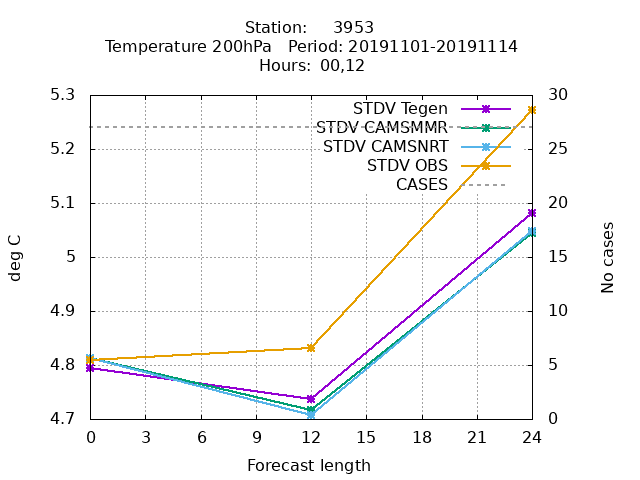 Station: 3953
Temperature 200hPa Period: 20191101-20191114
Hours: 00,12
5.3
5.2
5.1
5
4.9
4.8
4.7
30
25
20
15
10
5
0
STDV Tegen
STDV CAMSMMR
STDV CAMSNRT
STDV OBS
CASES
deg C
No cases
0 3 6 9 12 15 18 21 24
Forecast length